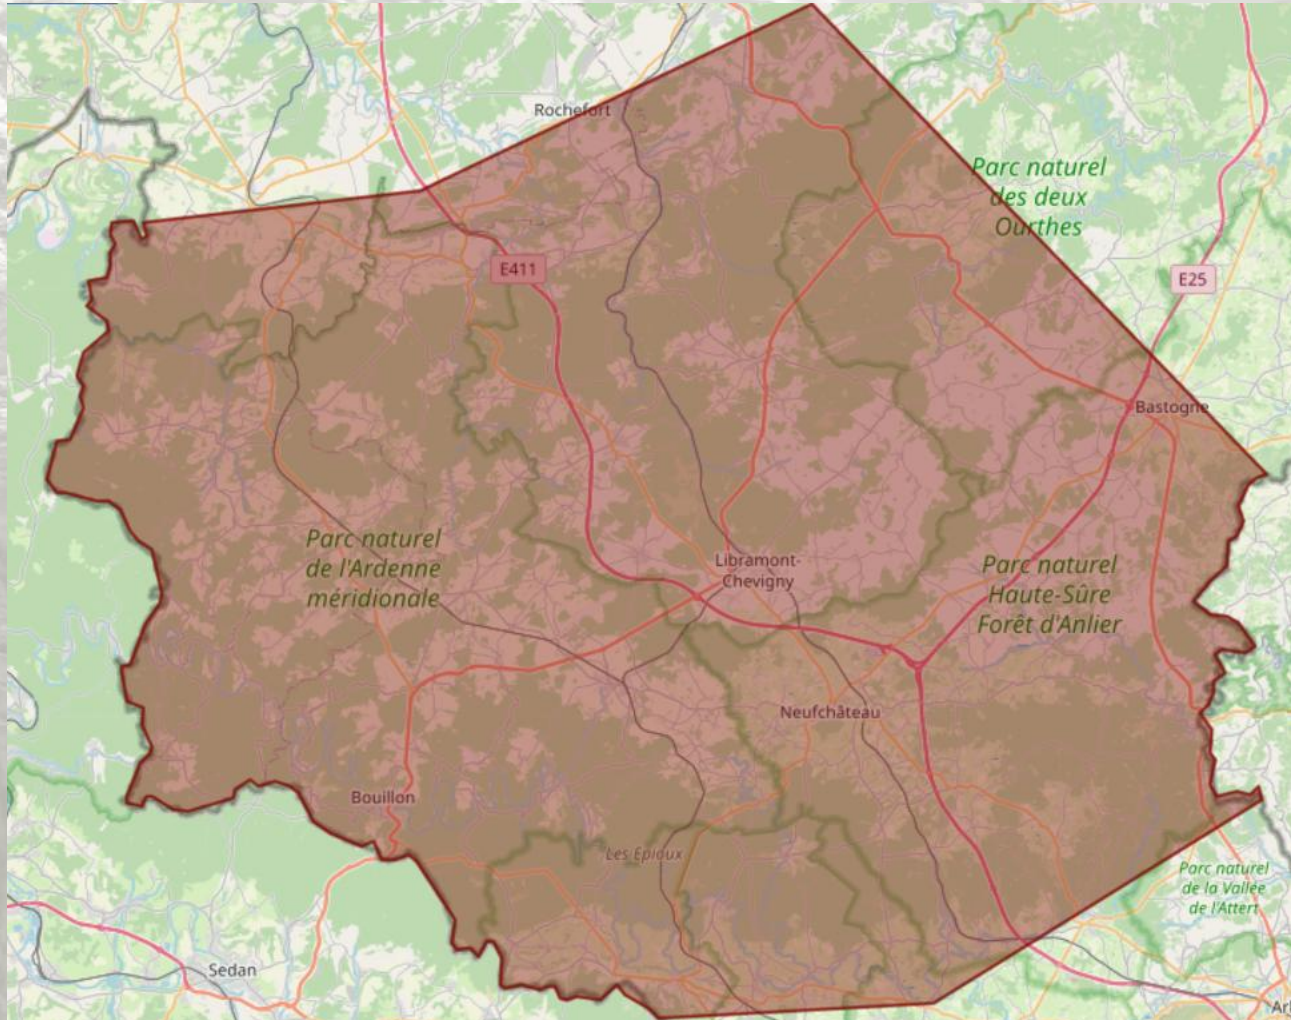 Rochefort
Parc naturel
des deux
Ourthes
E411
E25
Bastogne
Parc naturel
de l'Ardenne
méridionale
Libramont-
Chevigny
Parc naturel
Haute-Sûre
Forêt d'Anlier
Neufchâteau
Bouillon
Les Epioux
Parc naturel
de la Vallée
de l'Attert
Sedan
Arl